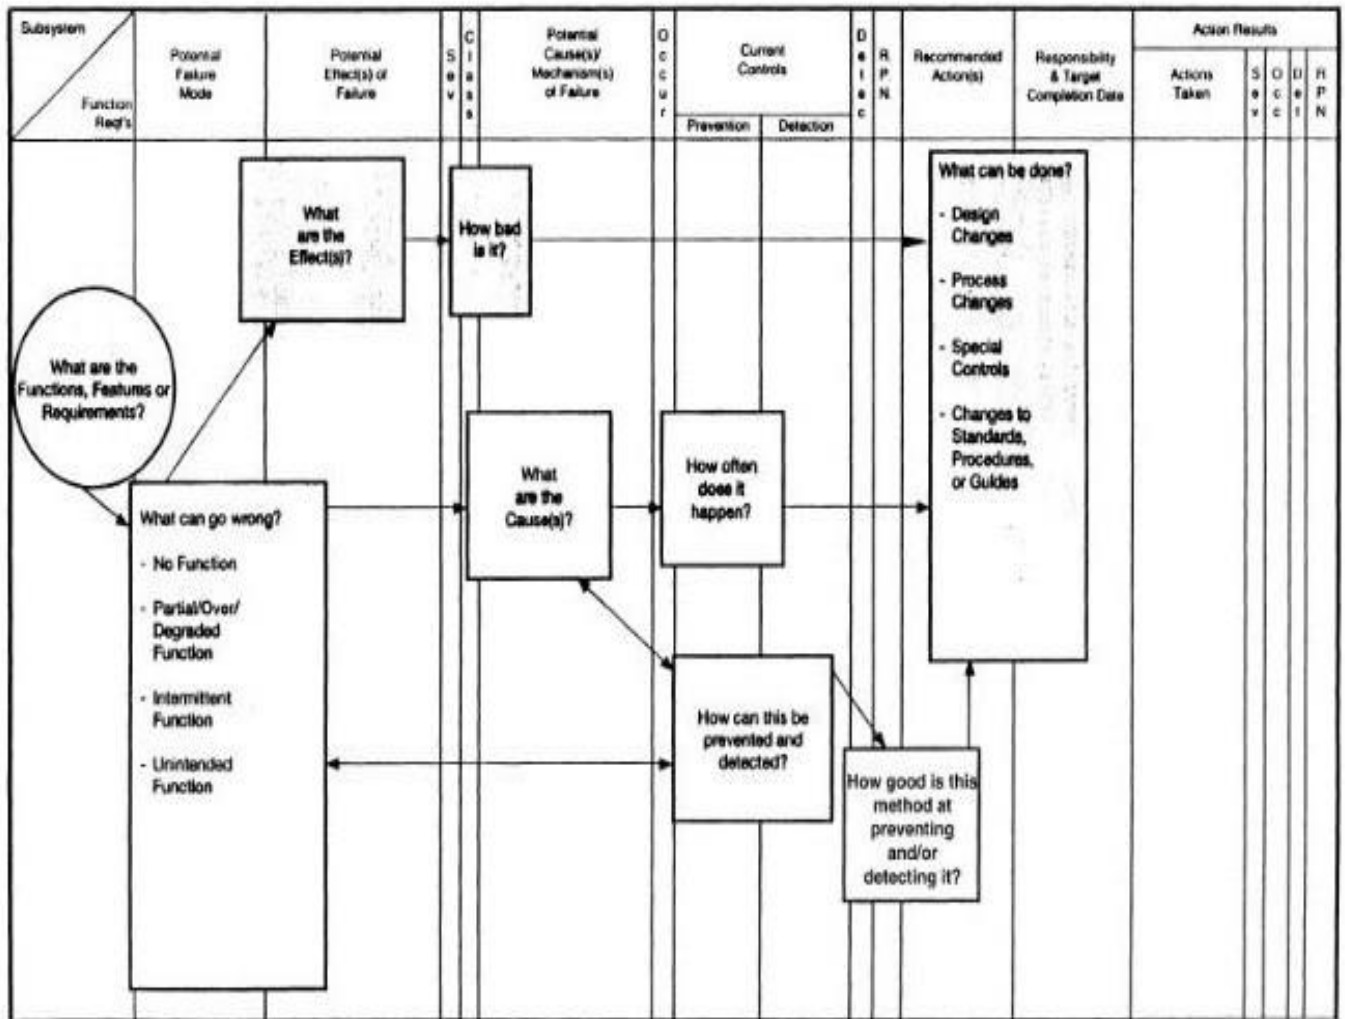 Subsystem
Function
Req't's
Potential
Failure
Mode
Potential
Effect(s) of
Failure
S
e
v
C
l
a
s
s
Potential
Cause(s)/
Mechanism(s)
of Failure
O
c
c
u
r
Current
Controls
Prevention
Detection
D
e
t
e
c
R.
P.
N.
Recommended
Action(s)
Responsibility
& Target
Completion Date
Action Results
Actions
Taken
S
e
v
O
c
c
D
e
t
R
P
N
What are the
Functions, Features or
Requirements?
What can go wrong?
- No Function
- Partial/Over/
Degraded
Function
- Intermittent
Function
- Unintended
Function
What
are the
Effect(s)?
How bad
is it?
What
are the
Cause(s)?
How often
does it
happen?
How can this be
prevented and
detected?
How good is this
method at
preventing
and/or
detecting it?
What can be done?
- Design
Changes
- Process
Changes
- Special
Controls
- Changes to
Standards,
Procedures,
or Guides